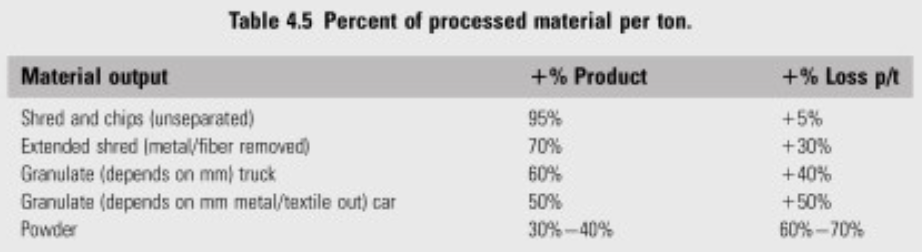 Table 4.5 Percent of processed material per ton.
Material output +% Product +% Loss p/t
Shred and chips (unseparated) 95% +5%
Extended shred (metal/fiber removed) 70% +30%
Granulate (depends on mm) truck 60% +40%
Granulate (depends on mm metal/textile out) car 50% +50%
Powder 30%–40% 60%–70%